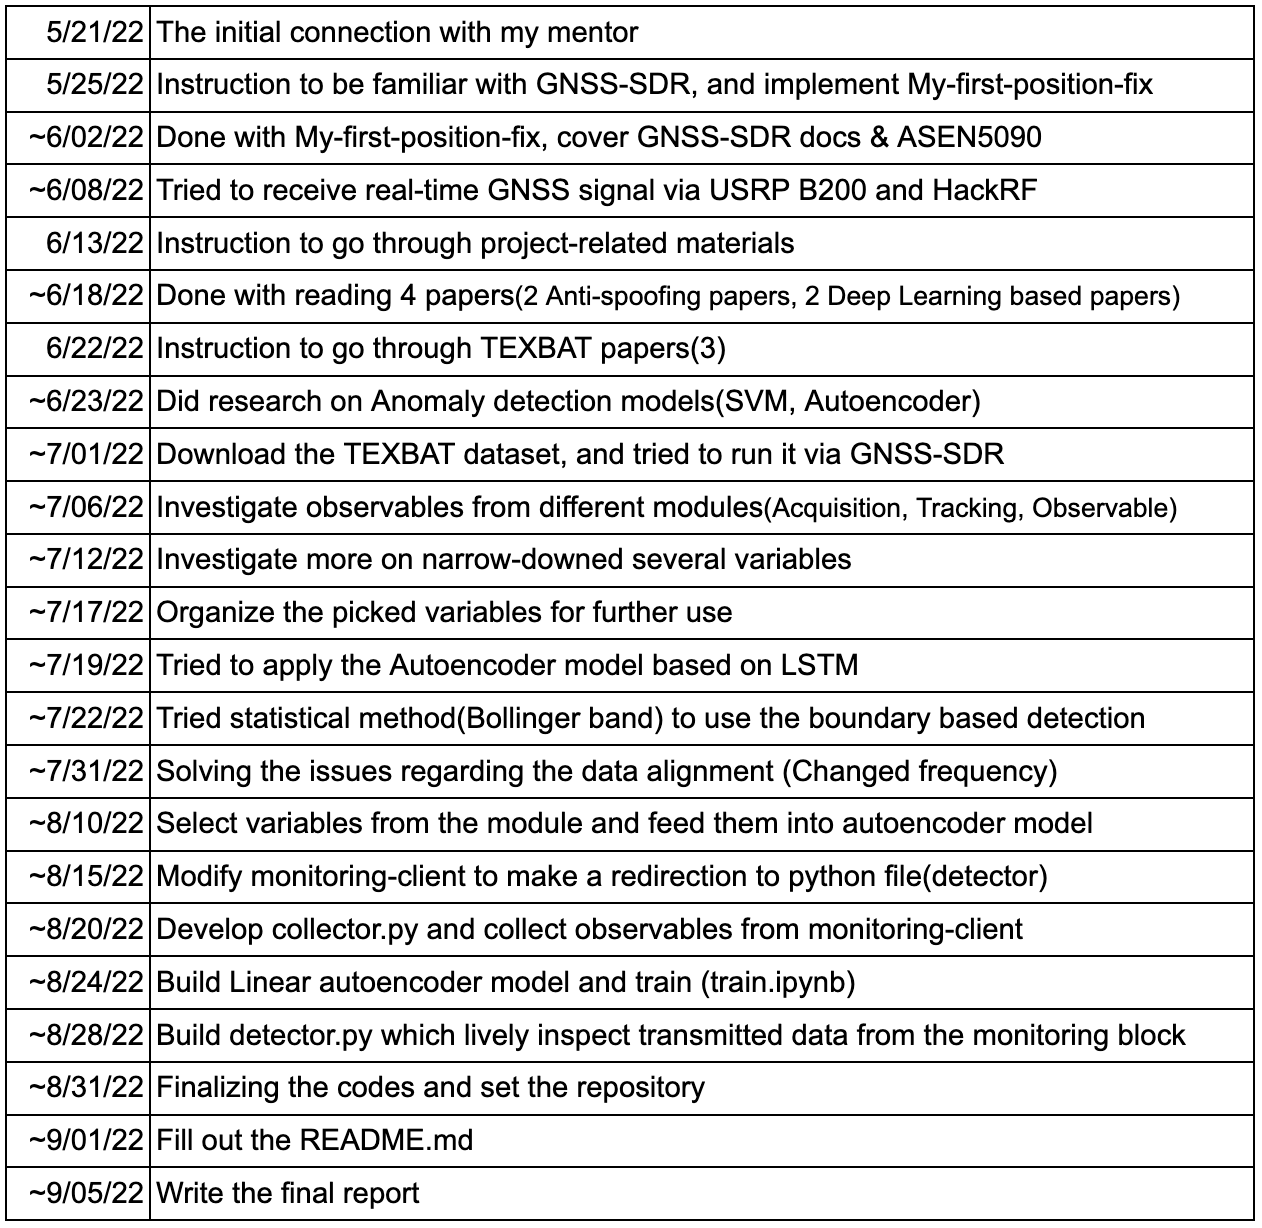 5/21/22 The initial connection with my mentor
5/25/22 Instruction to be familiar with GNSS-SDR, and implement My-first-position-fix
~6/02/22 Done with My-first-position-fix, cover GNSS-SDR docs & ASEN5090
~6/08/22 Tried to receive real-time GNSS signal via USRP B200 and HackRF
6/13/22 Instruction to go through project-related materials
~6/18/22 Done with reading 4 papers(2 Anti-spoofing papers, 2 Deep Learning based papers)
6/22/22 Instruction to go through TEXBAT papers(3)
~6/23/22 Did research on Anomaly detection models(SVM, Autoencoder)
~7/01/22 Download the TEXBAT dataset, and tried to run it via GNSS-SDR
~7/06/22 Investigate observables from different modules(Acquisition, Tracking, Observable)
~7/12/22 Investigate more on narrow-downed several variables
~7/17/22 Organize the picked variables for further use
~7/19/22 Tried to apply the Autoencoder model based on LSTM
~7/22/22 Tried statistical method(Bollinger band) to use the boundary based detection
~7/31/22 Solving the issues regarding the data alignment (Changed frequency)
~8/10/22 Select variables from the module and feed them into autoencoder model
~8/15/22 Modify monitoring-client to make a redirection to python file(detector)
~8/20/22 Develop collector.py and collect observables from monitoring-client
~8/24/22 Build Linear autoencoder model and train (train.ipynb)
~8/28/22 Build detector.py which lively inspect transmitted data from the monitoring block
~8/31/22 Finalizing the codes and set the repository
~9/01/22 Fill out the README.md
~9/05/22 Write the final report